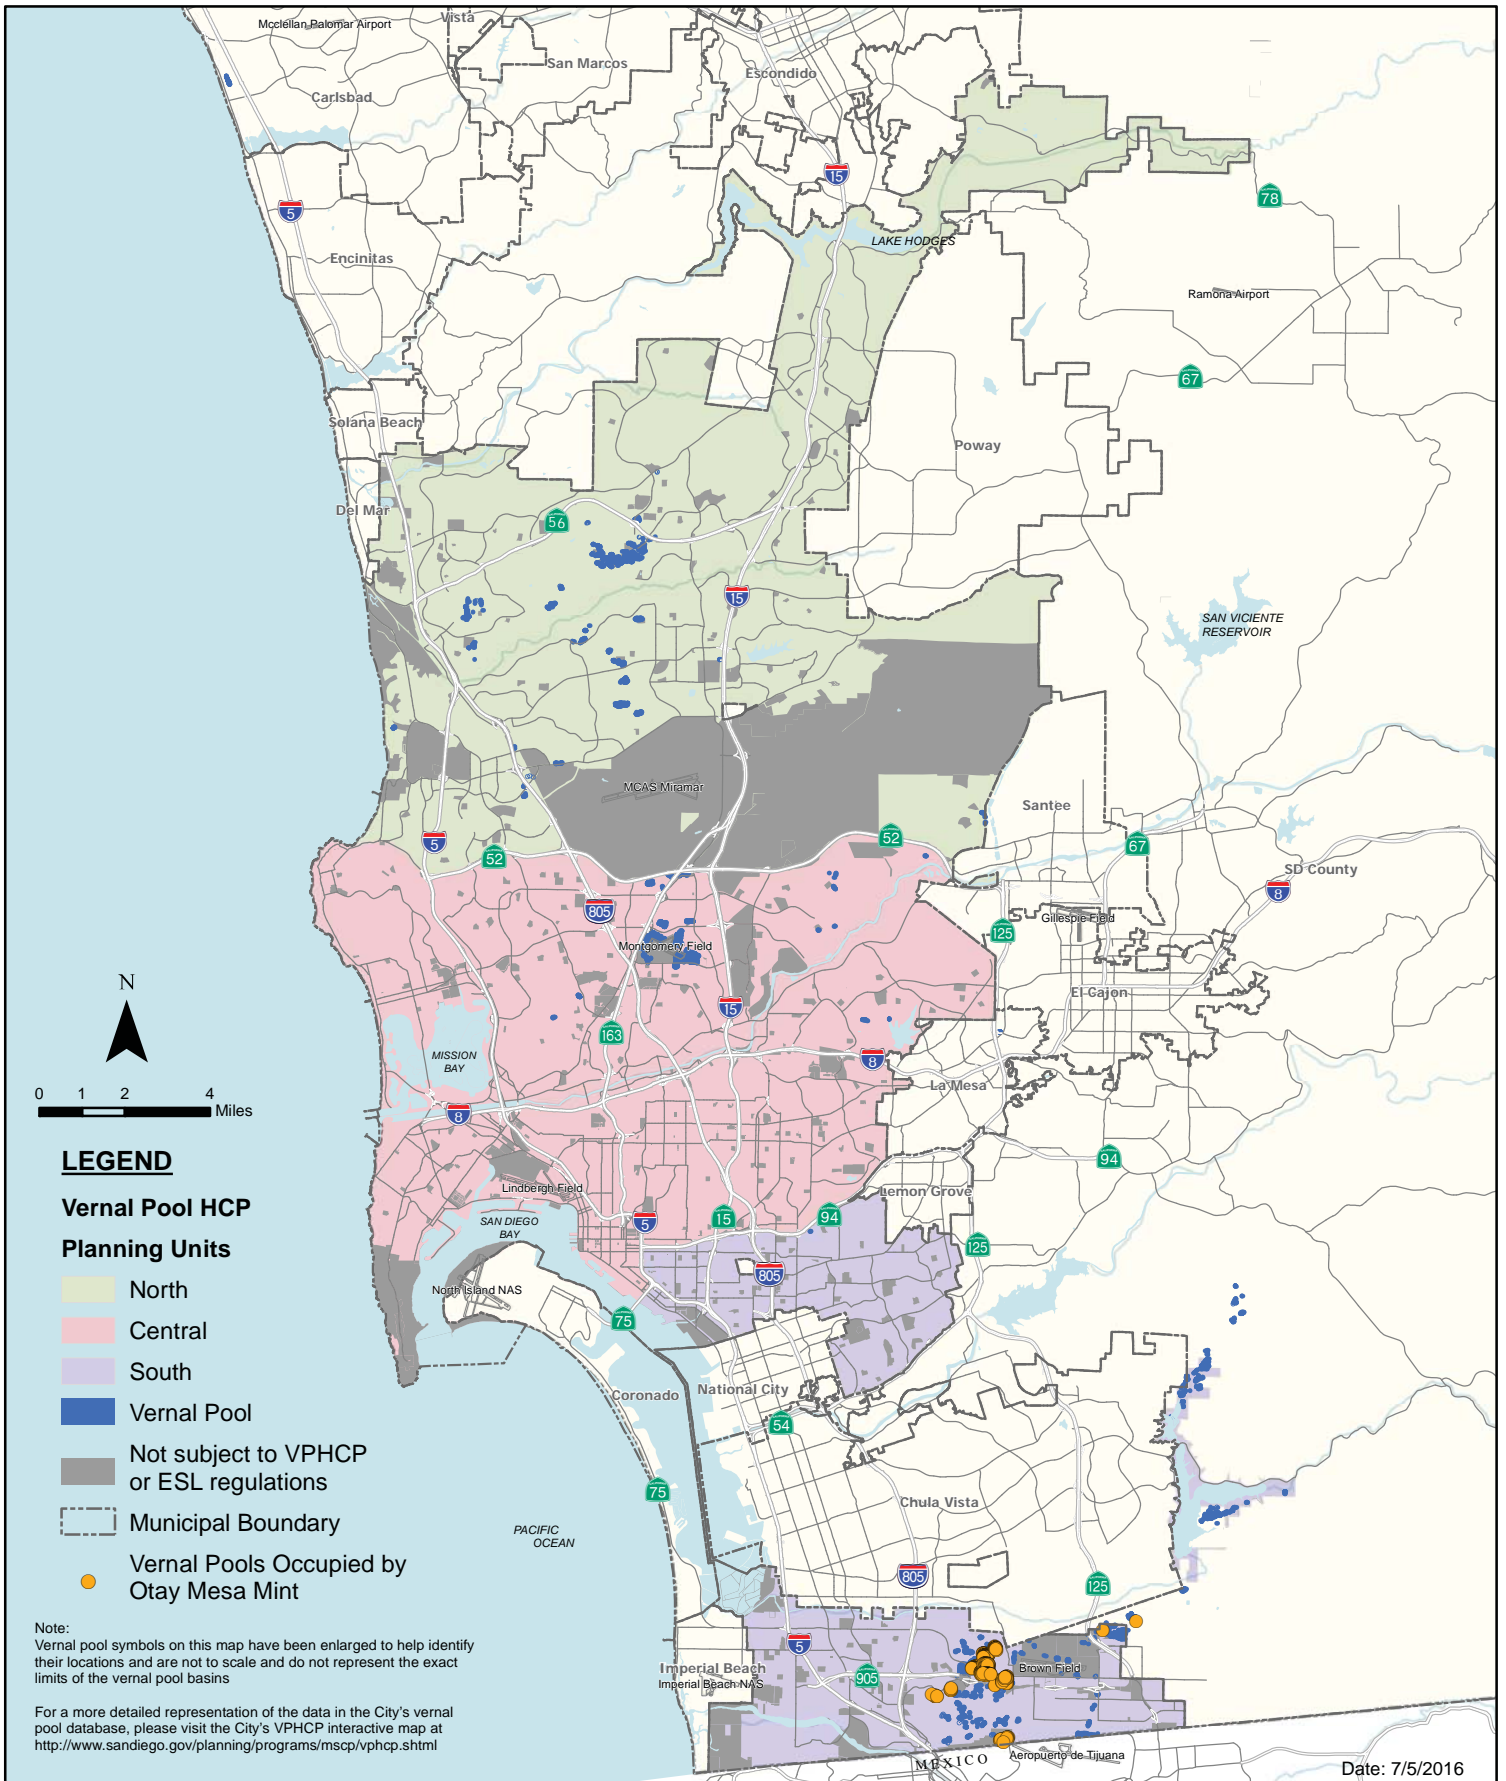 Mcclellan Palomar Airport
Vista
San Marcos
Escondido
Carlsbad
15
5
78
LAKE HODGES
Encinitas
Ramona Airport
67
Solana Beach
Poway
Del Mar
56
15
SAN VICIENTE
RESERVOIR
MCAS Miramar
Santee
5
52
52
67
SD County
8
805
Gillespie Field
125
Montgomery Field
N
El Cajon
15
163
MISSION
BAY
8
La Mesa
0 1 2 4
Miles
8
94
LEGEND
Vernal Pool HCP
Planning Units
North
Central
South
Vernal Pool
Not subject to VPHCP
or ESL regulations
Municipal Boundary
Vernal Pools Occupied by
Otay Mesa Mint
Lindbergh Field
Lemon Grove
SAN DIEGO
BAY
5
15
94
125
805
North Island NAS
75
Coronado
National City
54
75
Chula Vista
PACIFIC
OCEAN
805
125
Note:
Vernal pool symbols on this map have been enlarged to help identify
their locations and are not to scale and do not represent the exact
limits of the vernal pool basins
For a more detailed representation of the data in the City's vernal
pool database, please visit the City's VPHCP interactive map at
http://www.sandiego.gov/planning/programs/mscp/vphcp.shtml
5
Imperial Beach
Imperial Beach NAS
905
Brown Field
MEXICO
Aeropuerto de Tijuana
Date: 7/5/2016